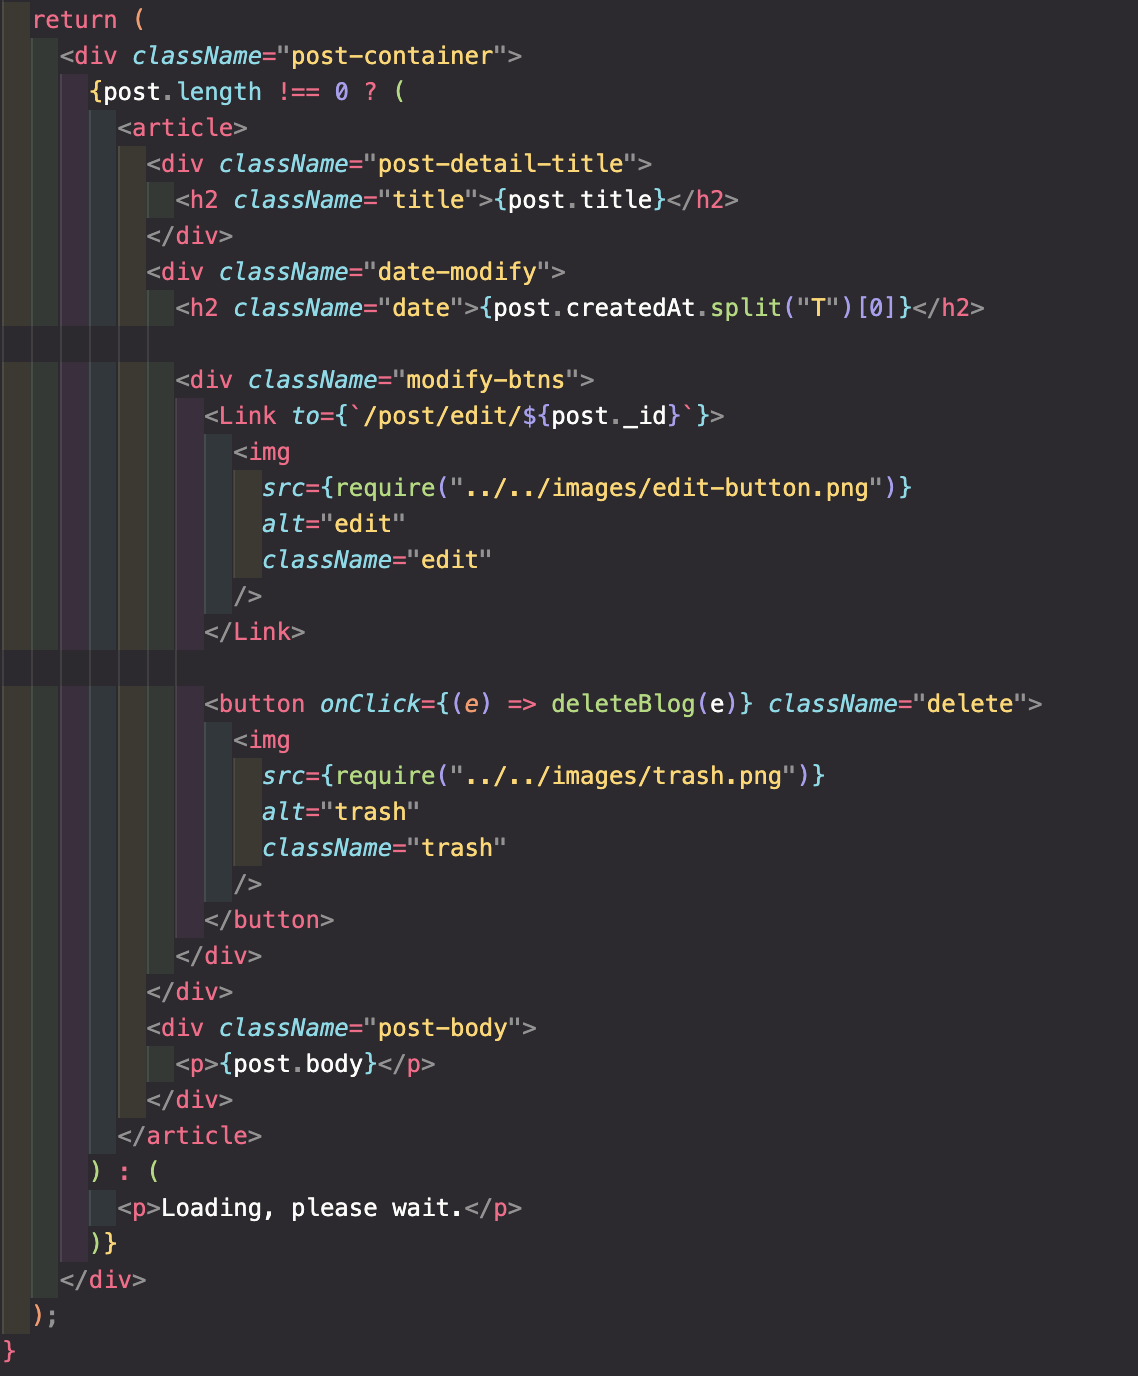 return (
<div className="post-container">
{post.length !== 0 ? (
<article>
<div className="post-detail-title">
<h2 className="title">{post.title}</h2>
</div>
<div className="date-modify">
<h2 className="date">{post.createdAt.split("T")[0]}</h2>
<div className="modify-btns">
<Link to={`/post/edit/${post._id}`}>
<img
src={require("../../images/edit-button.png")}
alt="edit"
className="edit"
/>
</Link>
<button onClick={(e) => deleteBlog(e)} className="delete">
<img
src={require("../../images/trash.png")}
alt="trash"
className="trash"
/>
</button>
</div>
</div>
<div className="post-body">
<p>{post.body}</p>
</div>
</article>
) : (
<p>Loading, please wait.</p>
)}
</div>
);
}